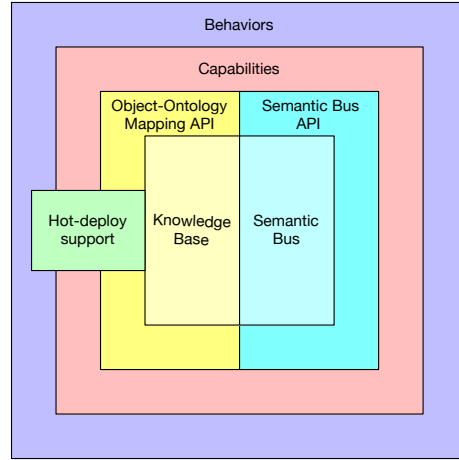 Behaviors
Capabilities
Object-Ontology
Mapping API
Semantic Bus
API
Hot-deploy
support
Knowledge
Base
Semantic
Bus